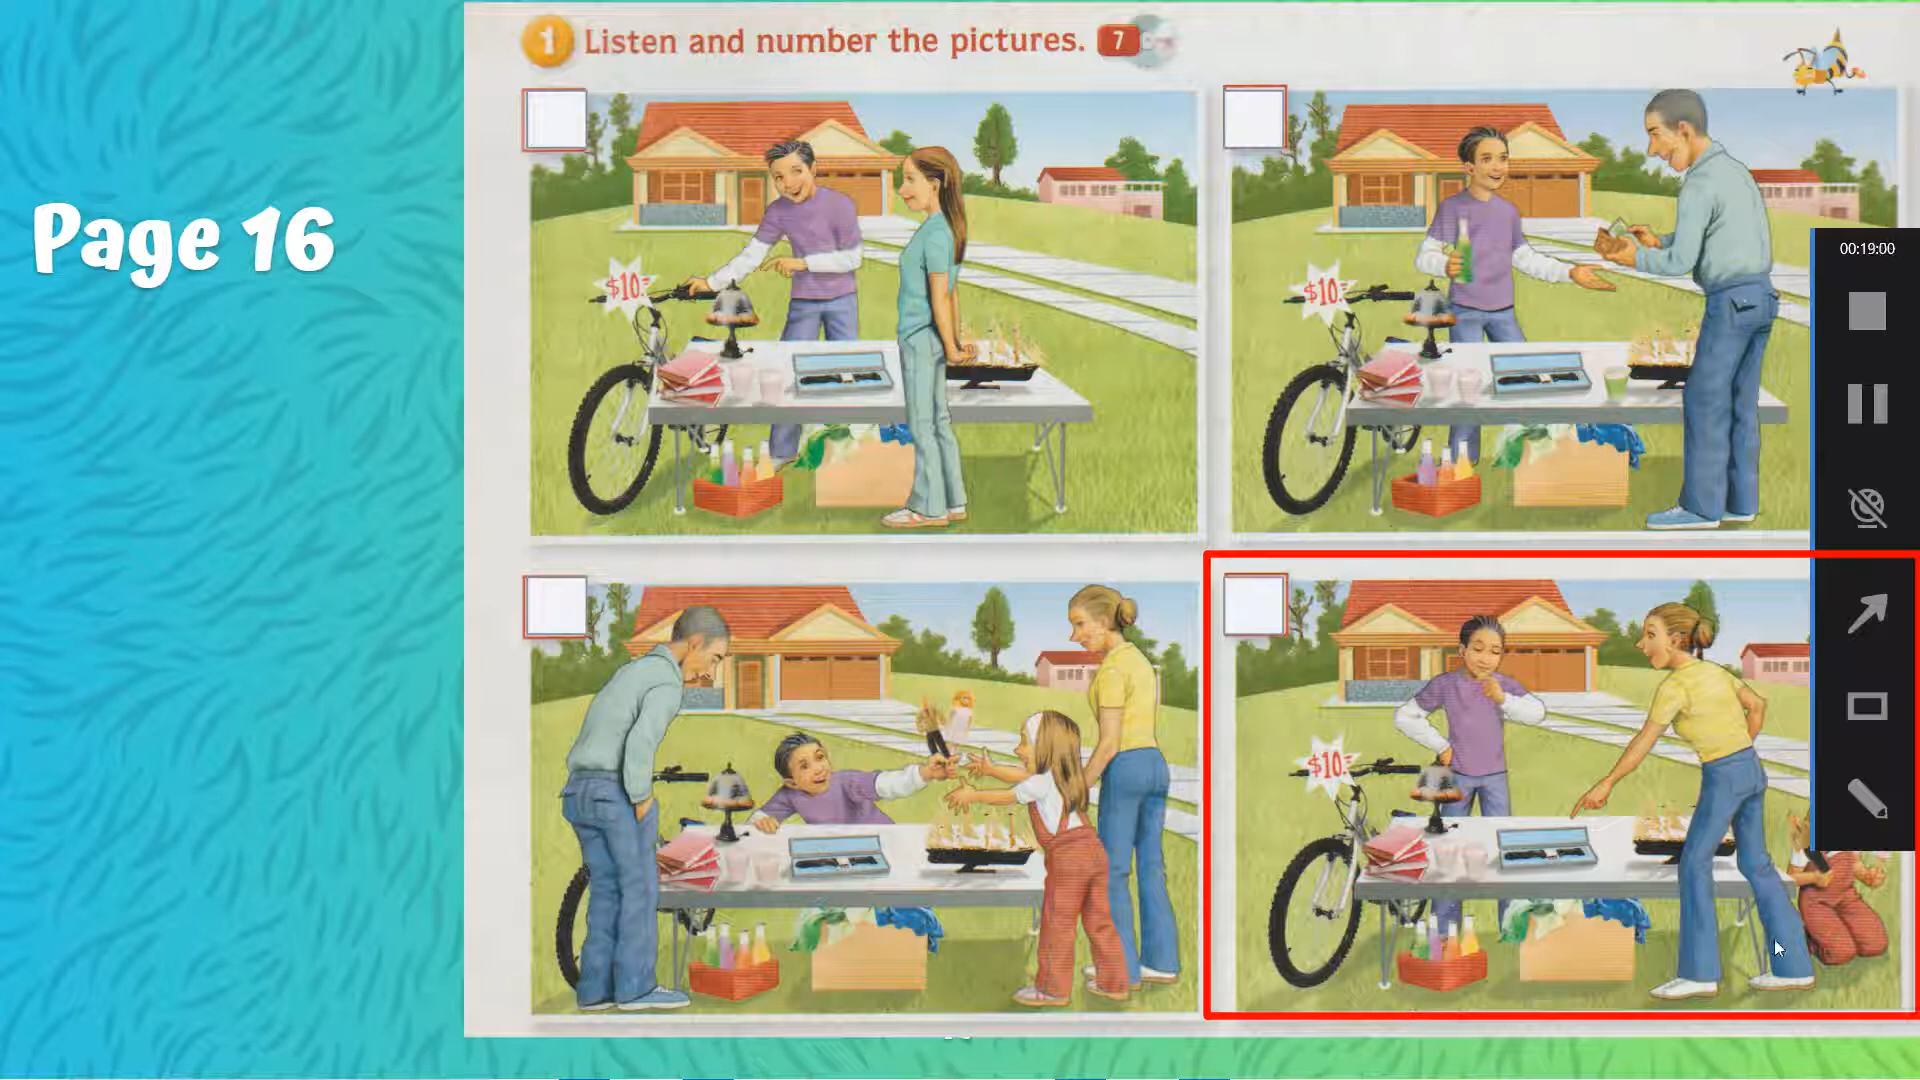 1 Listen and number the pictures. 7
Page 16
00:19:00
$10.=
$10.=
$10.=